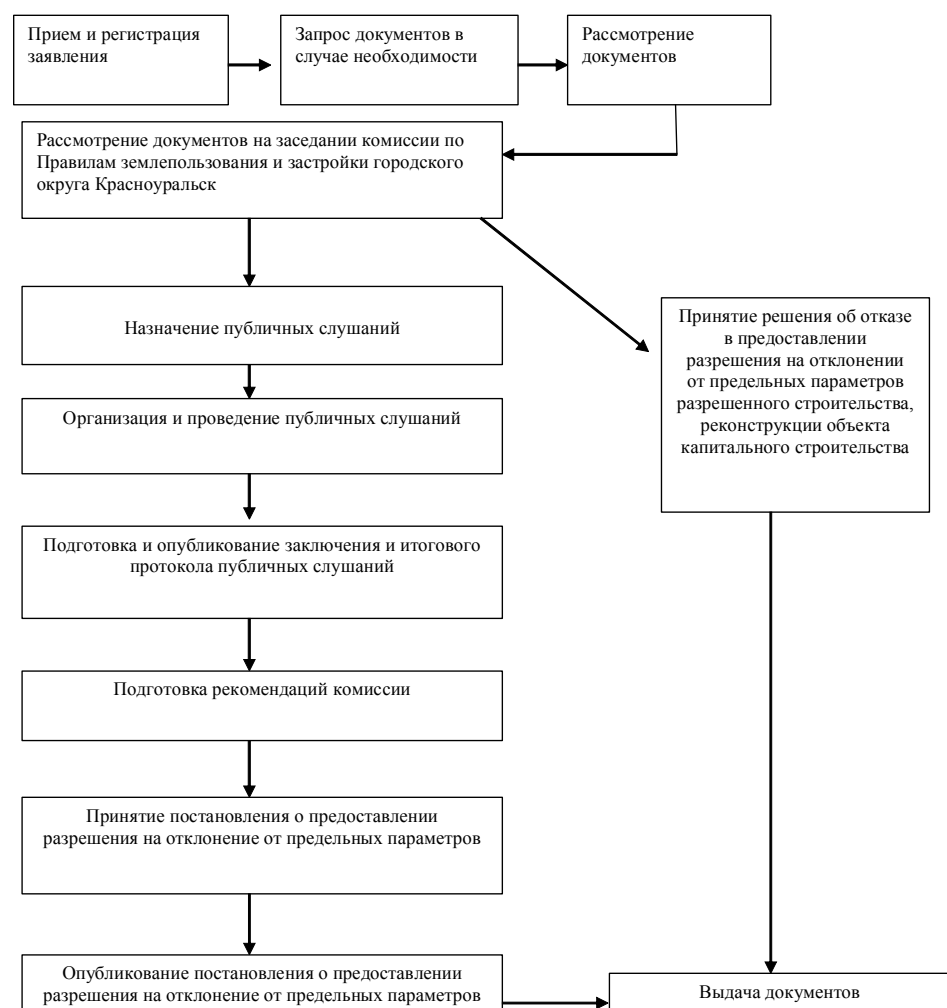 Прием и регистрация
заявления
Запрос документов в
случае необходимости
Рассмотрение
документов
Рассмотрение документов на заседании комиссии по
Правилам землепользования и застройки городского
округа Красноуральск
Назначение публичных слушаний
Принятие решения об отказе
в предоставлении
разрешения на отклонении
от предельных параметров
разрешенного строительства,
реконструкции объекта
капитального строительства
Организация и проведение публичных слушаний
Подготовка и опубликование заключения и итогового
протокола публичных слушаний
Подготовка рекомендаций комиссии
Принятие постановления о предоставлении
разрешения на отклонение от предельных параметров
Опубликование постановления о предоставлении
разрешения на отклонение от предельных параметров
Выдача документов